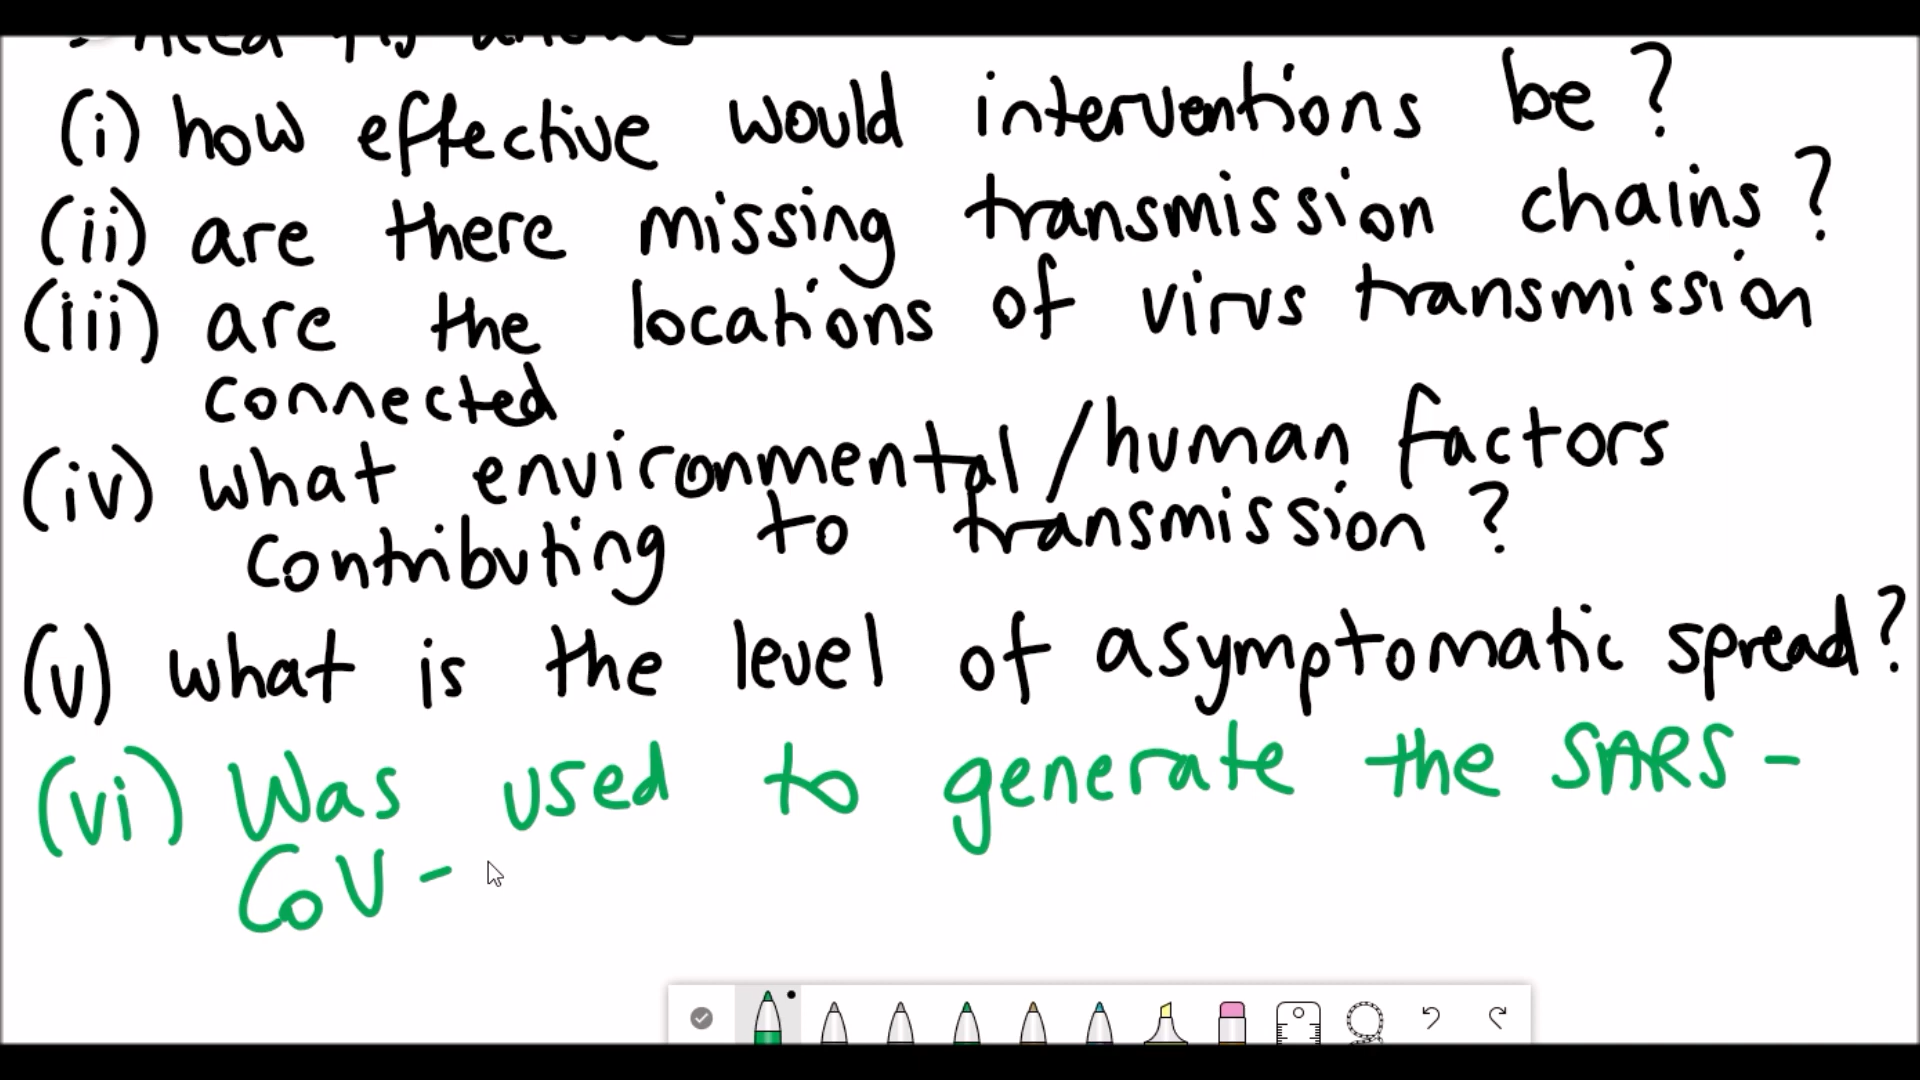 (i) how effective would interventions be?
(ii) are there missing transmission chains?
(iii) are the locations of virus transmission
connected
(iv) what environmental/human factors
contributing to transmission?
(v) what is the level of asymptomatic spread?
(vi) Was used to generate the SARS-
CoV-